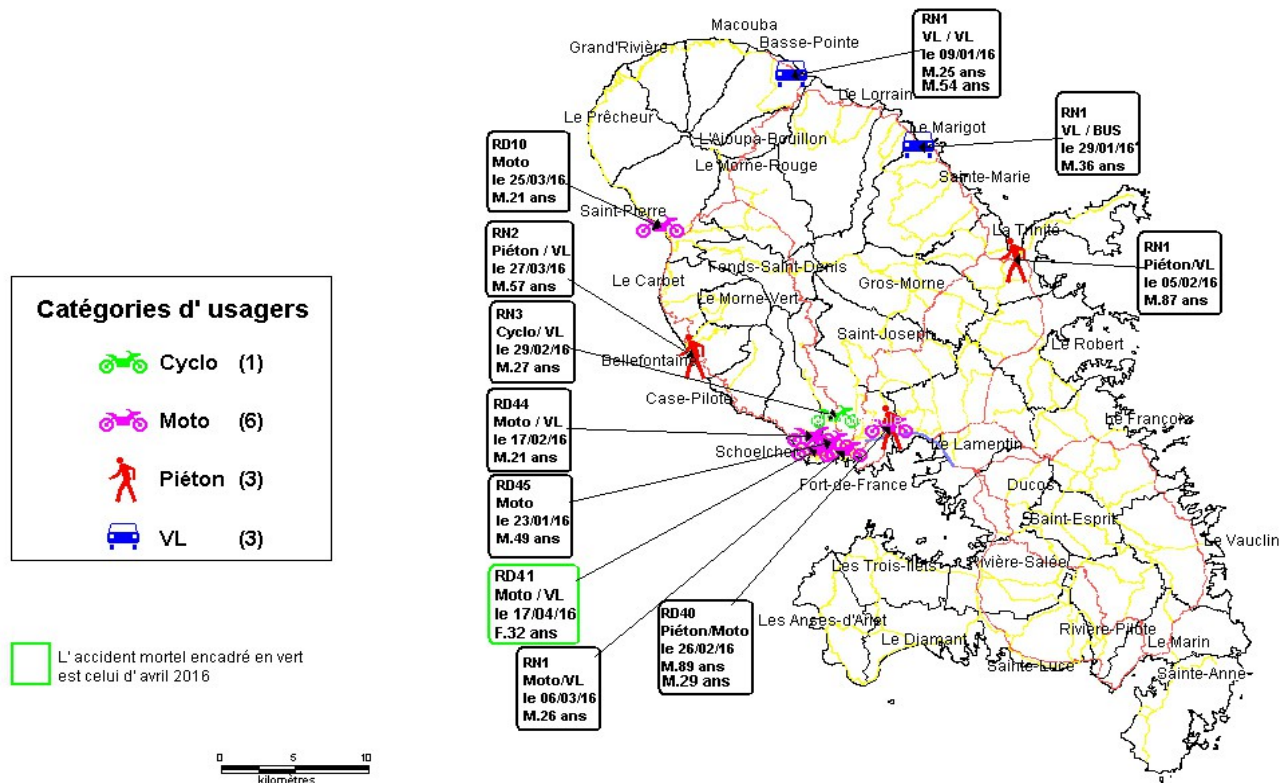 Catégories d' usagers
Cyclo (1)
Moto (6)
Piéton (3)
VL (3)
L' accident mortel encadré en vert
est celui d' avril 2016
0 5 10
kilomètres
RN1
VL / VL
le 09/01/16
M.25 ans
M.54 ans
RN1
VL / BUS
le 29/01/16
M.36 ans
RN1
Piéton/VL
le 05/02/16
M.87 ans
RD10
Moto
le 25/03/16
M.21 ans
RN2
Piéton / VL
le 27/03/16
M.57 ans
RN3
Cyclo/ VL
le 29/02/16
M.27 ans
RD44
Moto / VL
le 17/02/16
M.21 ans
RD45
Moto
le 23/01/16
M.49 ans
RD41
Moto / VL
le 17/04/16
F.32 ans
RN1
Moto/VL
le 06/03/16
M.26 ans
RD40
Piéton/Moto
le 26/02/16
M.89 ans
M.29 ans
Macouba
Basse-Pointe
Grand'Rivière
Le Lorrain
Le Prêcheur
Le Marigot
L'Ajoupa-Bouillon
Le Morne-Rouge
Sainte-Marie
Saint-Pierre
La Trinité
Fonds-Saint-Denis
Le Carbet
Gros-Morne
Le Morne-Vert
Saint-Joseph
Le Robert
Bellefontaine
Case-Pilote
Le François
Schoelcher
Le Lamentin
Fort-de-France
Ducos
Saint-Esprit
Le Vauclin
Les Trois-Ilets
Rivière-Salée
Les Anses-d'Arlet
Rivière-Pilote
Le Diamant
Le Marin
Sainte-Luce
Sainte-Anne